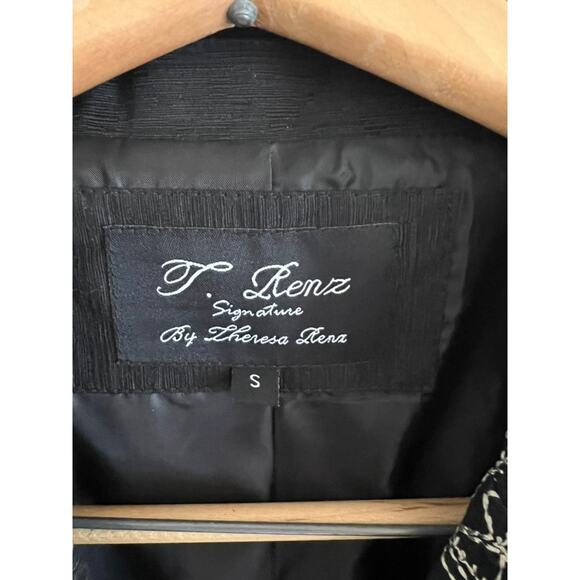 T. Renz
Signature
By Theresa Renz
S